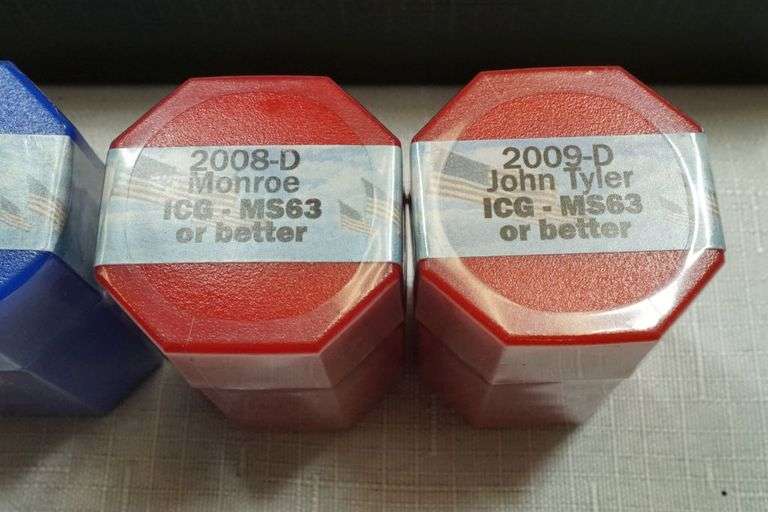 2008-D
Monroe
ICG - MS63
or better
2009-D
John Tyler
ICG - MS63
or better